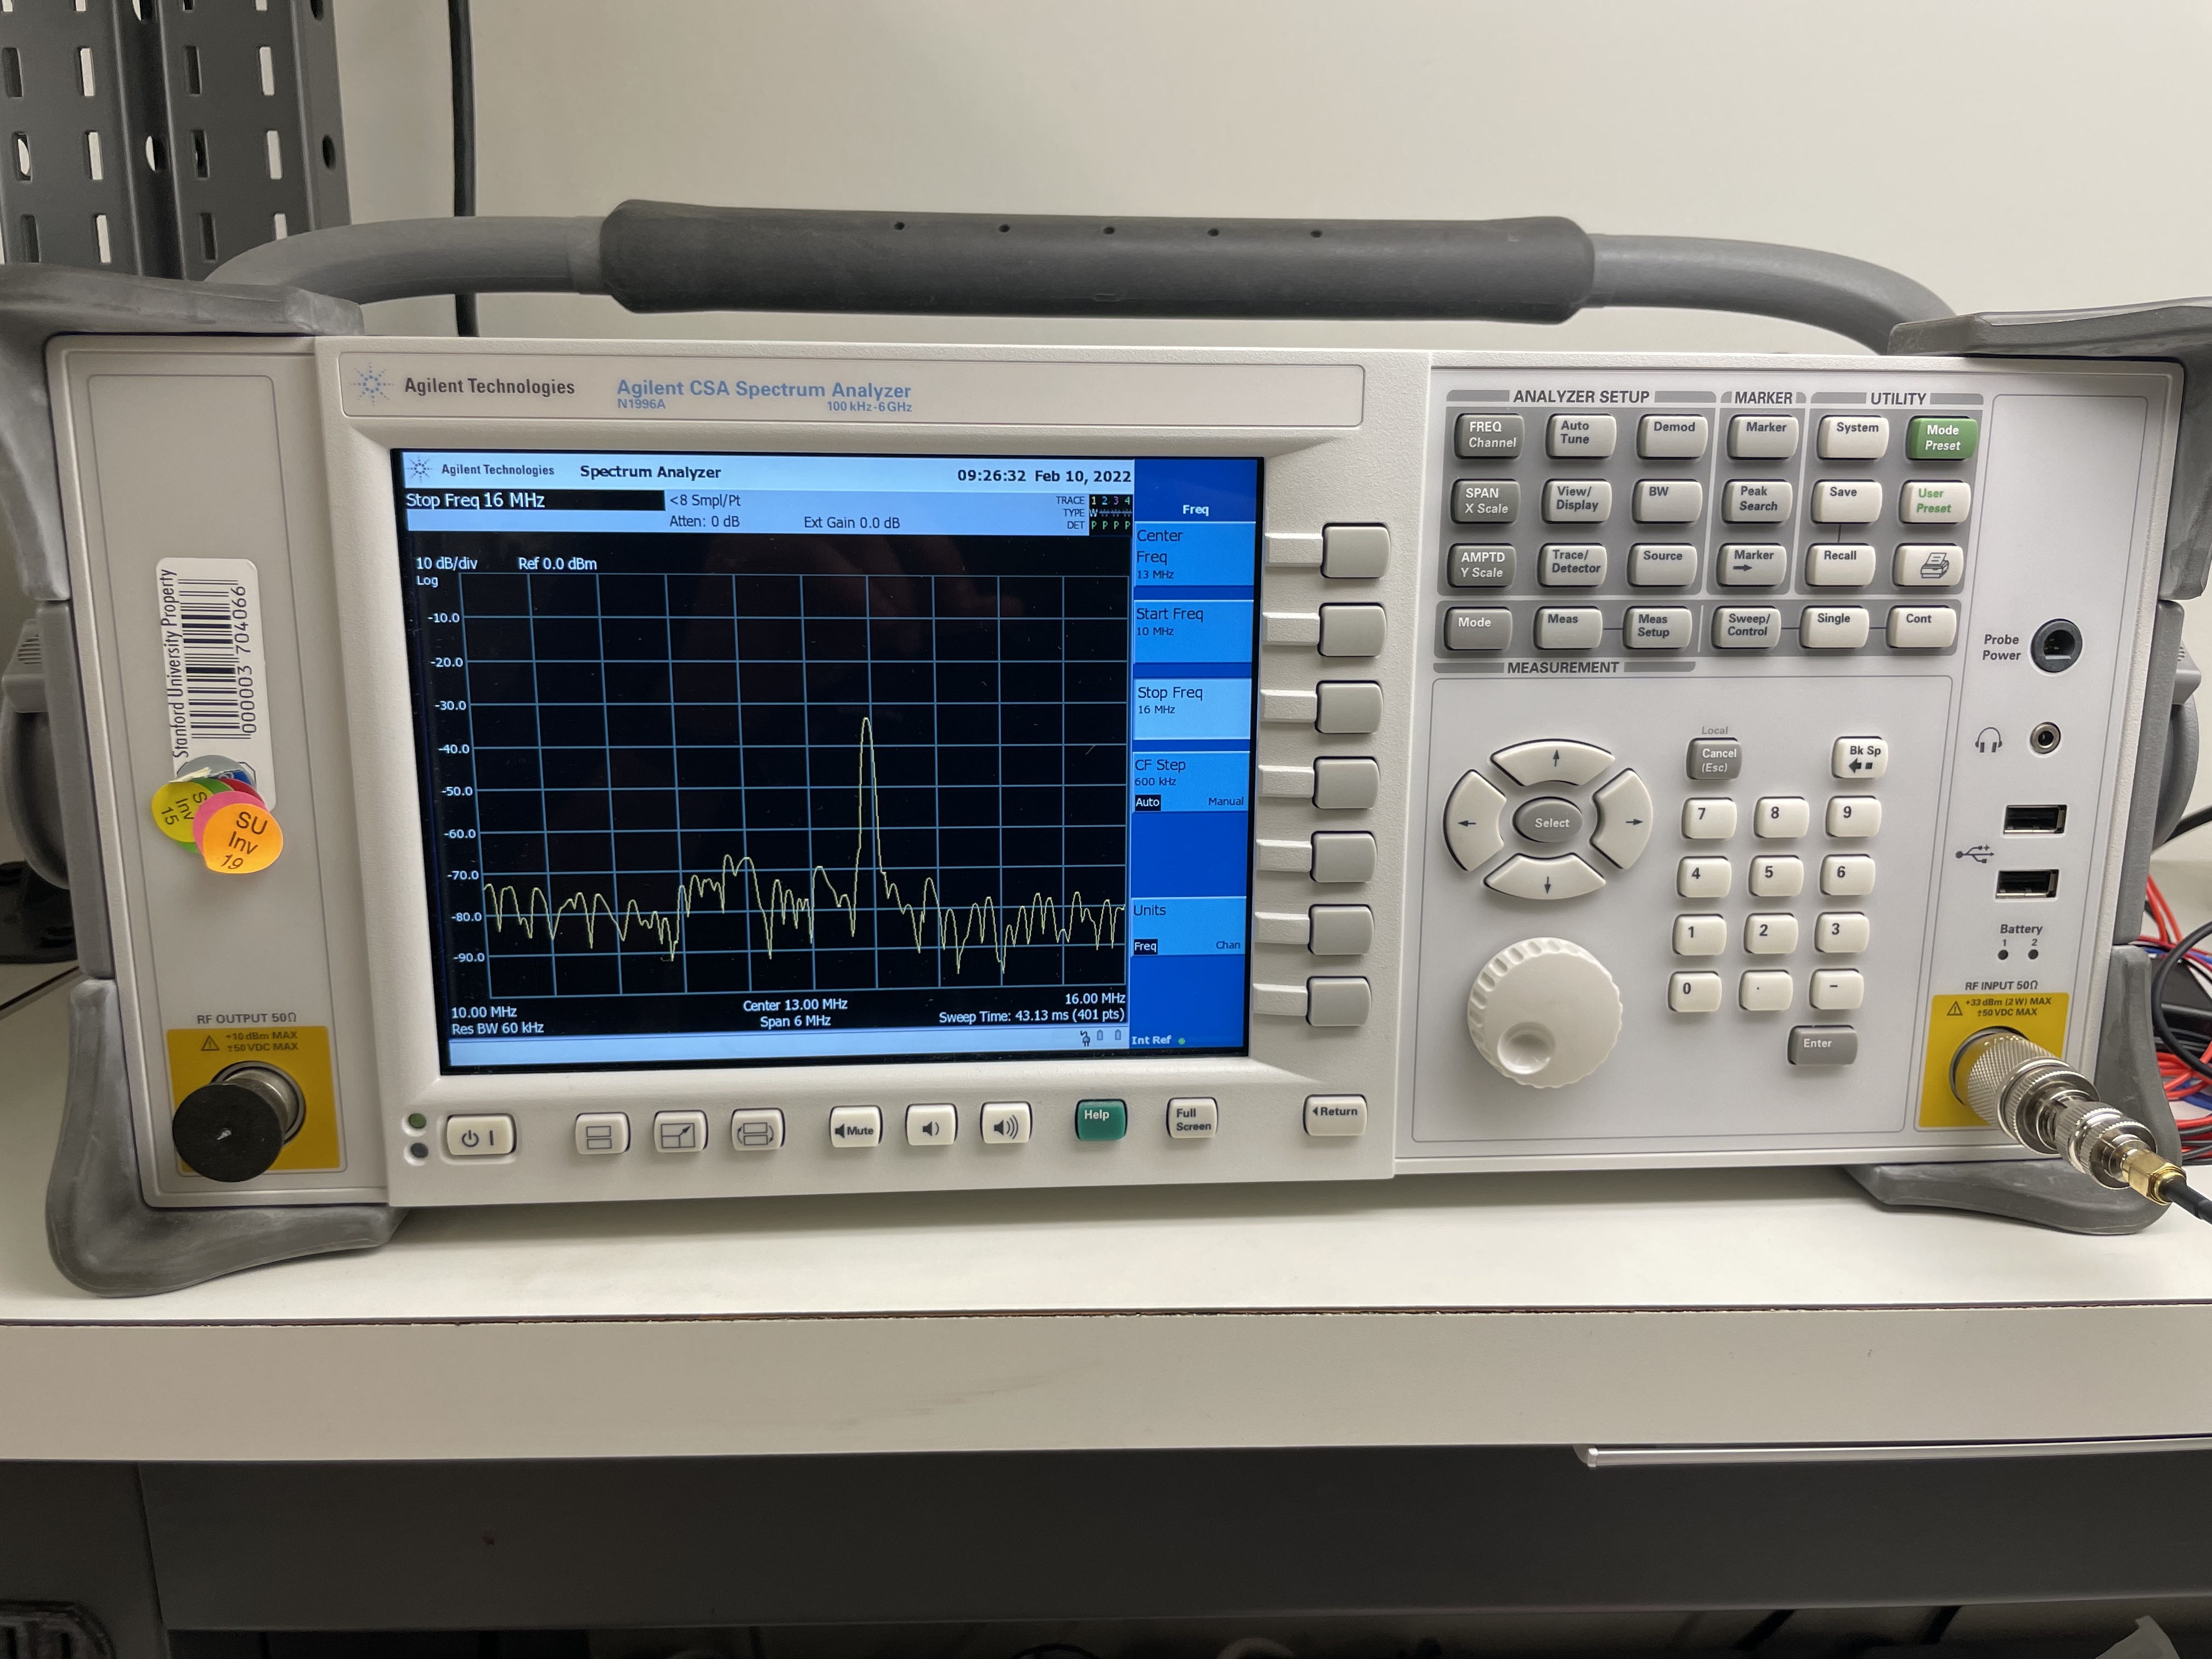 Agilent Technologies
Agilent CSA Spectrum Analyzer
N1996A 100 kHz-6 GHz
Agilent Technologies Spectrum Analyzer 09:26:32 Feb 10, 2022
Stop Freq 16 MHz <8 Smpl/Pt
Atten: 0 dB Ext Gain 0.0 dB
TRACE 1 2 3 4
TYPE W
DET P P P P
10 dB/div Ref 0.0 dBm
Log
-10.0
-20.0
-30.0
-40.0
-50.0
-60.0
-70.0
-80.0
-90.0
10.00 MHz Center 13.00 MHz 16.00 MHz
Res BW 60 kHz Span 6 MHz Sweep Time: 43.13 ms (401 pts)
Freq
Center
Freq
13 MHz
Start Freq
10 MHz
Stop Freq
16 MHz
CF Step
600 kHz
Auto Manual
Units
Freq Chan
Int Ref
Stanford University Property
000003 704066
Inv
15
S
SU
Inv
19
RF OUTPUT 50Ω
+10 dBm MAX
±50 VDC MAX
Mute
Help
Full
Screen
Return
ANALYZER SETUP MARKER UTILITY
FREQ
Channel
Auto
Tune
Demod
Marker
System
Mode
Preset
SPAN
X Scale
View/
Display
BW
Peak
Search
Save
User
Preset
AMPTD
Y Scale
Trace/
Detector
Source
Marker
Recall
Mode
Meas
Meas
Setup
Sweep/
Control
Single
Cont
MEASUREMENT
Local
Cancel
(Esc)
Bk Sp
Select
7 8 9
4 5 6
1 2 3
0 . −
Enter
Probe
Power
Battery
1 2
RF INPUT 50Ω
+33 dBm (2 W) MAX
±50 VDC MAX